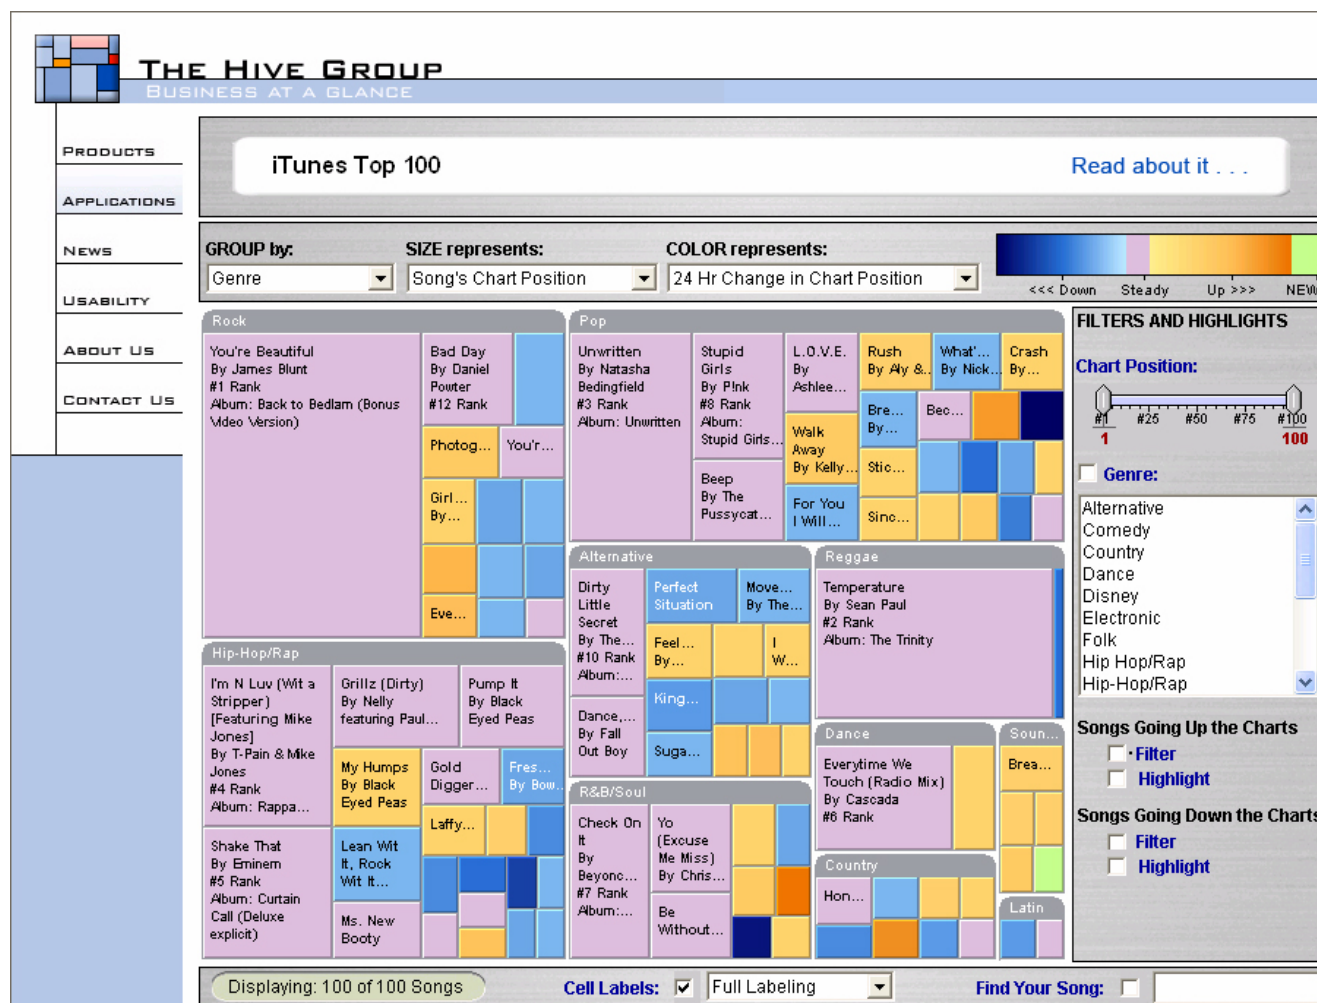 THE HIVE GROUP
BUSINESS AT A GLANCE
PRODUCTS
APPLICATIONS
NEWS
USABILITY
ABOUT US
CONTACT US
iTunes Top 100
Read about it . . .
GROUP by:
SIZE represents:
COLOR represents:
Genre
Song's Chart Position
24 Hr Change in Chart Position
<<< Down
Steady
Up >>>
NEW
Rock
You're Beautiful
By James Blunt
#1 Rank
Album: Back to Bedlam (Bonus
Video Version)
Bad Day
By Daniel
Powter
#12 Rank
Photog...
You'r...
Girl...
By...
Eve...
Pop
Unwritten
By Natasha
Bedingfield
#3 Rank
Album: Unwritten
Stupid
Girls
By P!nk
#8 Rank
Album:
Stupid Girls...
Beep
By The
Pussycat...
L.O.V.E.
By
Ashlee...
Walk
Away
By Kelly...
For You
I Will...
Rush
By Aly &...
What'...
By Nick...
Crash
By...
Bre...
By...
Bec...
Stic...
Sinc...
Alternative
Dirty
Little
Secret
By The...
#10 Rank
Album:...
Dance,...
By Fall
Out Boy
Perfect
Situation
Move...
By The...
Feel...
By...
I
W...
King...
Suga...
Reggae
Temperature
By Sean Paul
#2 Rank
Album: The Trinity
Hip-Hop/Rap
I'm N Luv (Wit a
Stripper)
[Featuring Mike
Jones]
By T-Pain & Mike
Jones
#4 Rank
Album: Rappa...
Shake That
By Eminem
#5 Rank
Album: Curtain
Call (Deluxe
explicit)
Grillz (Dirty)
By Nelly
featuring Paul...
Pump It
By Black
Eyed Peas
My Humps
By Black
Eyed Peas
Gold
Digger...
Fres...
By Bow...
Laffy...
Lean Wit
It, Rock
Wit It...
Ms. New
Booty
R&B/Soul
Check On
It
By
Beyonc...
#7 Rank
Album:...
Yo
(Excuse
Me Miss)
By Chris...
Be
Without...
Dance
Everytime We
Touch (Radio Mix)
By Cascada
#6 Rank
Soun...
Brea...
Country
Hon...
Latin
FILTERS AND HIGHLIGHTS
Chart Position:
#1 #25 #50 #75 #100
1 100
Genre:
Alternative
Comedy
Country
Dance
Disney
Electronic
Folk
Hip Hop/Rap
Hip-Hop/Rap
Songs Going Up the Charts
Filter
Highlight
Songs Going Down the Charts
Filter
Highlight
Displaying: 100 of 100 Songs
Cell Labels:
Full Labeling
Find Your Song: